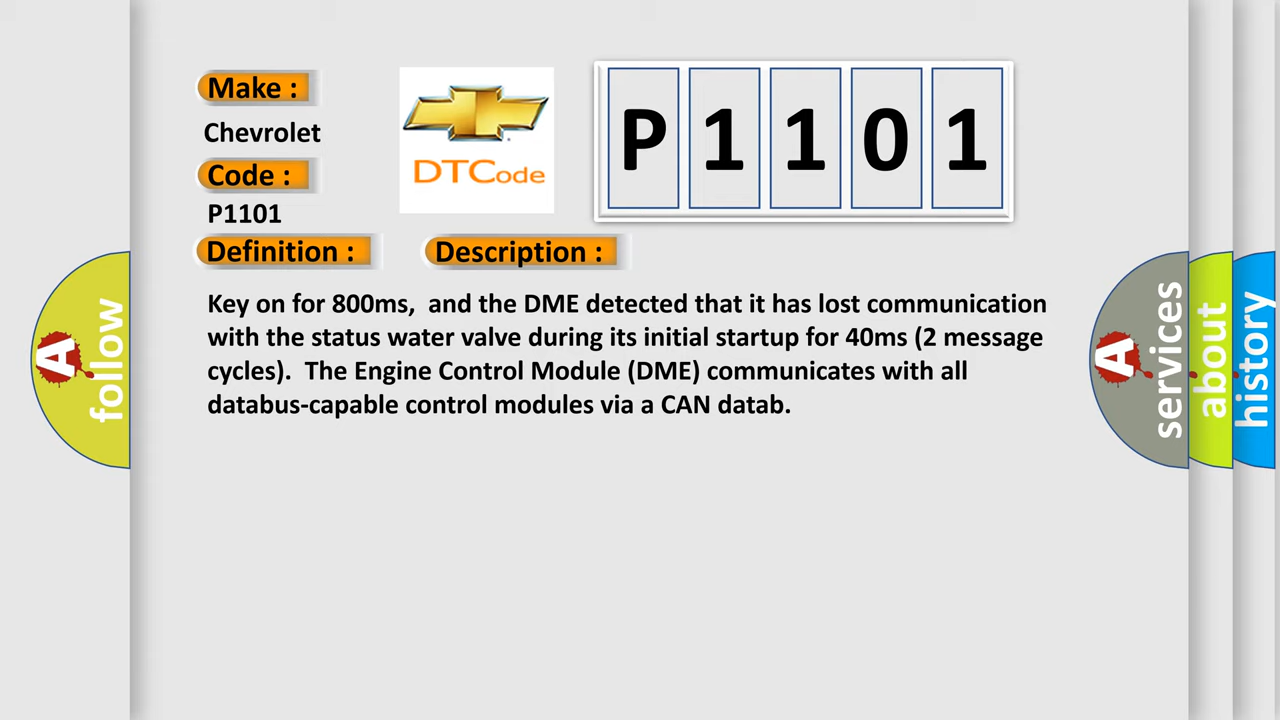 Make :
Chevrolet
Code :
P1101
DTCode
P 1 1 0 1
Definition :
Description :
Key on for 800ms,  and the DME detected that it has lost communication
with the status water valve during its initial startup for 40ms (2 message
cycles).  The Engine Control Module (DME) communicates with all
databus-capable control modules via a CAN datab.
A
follow
A
services
about
history